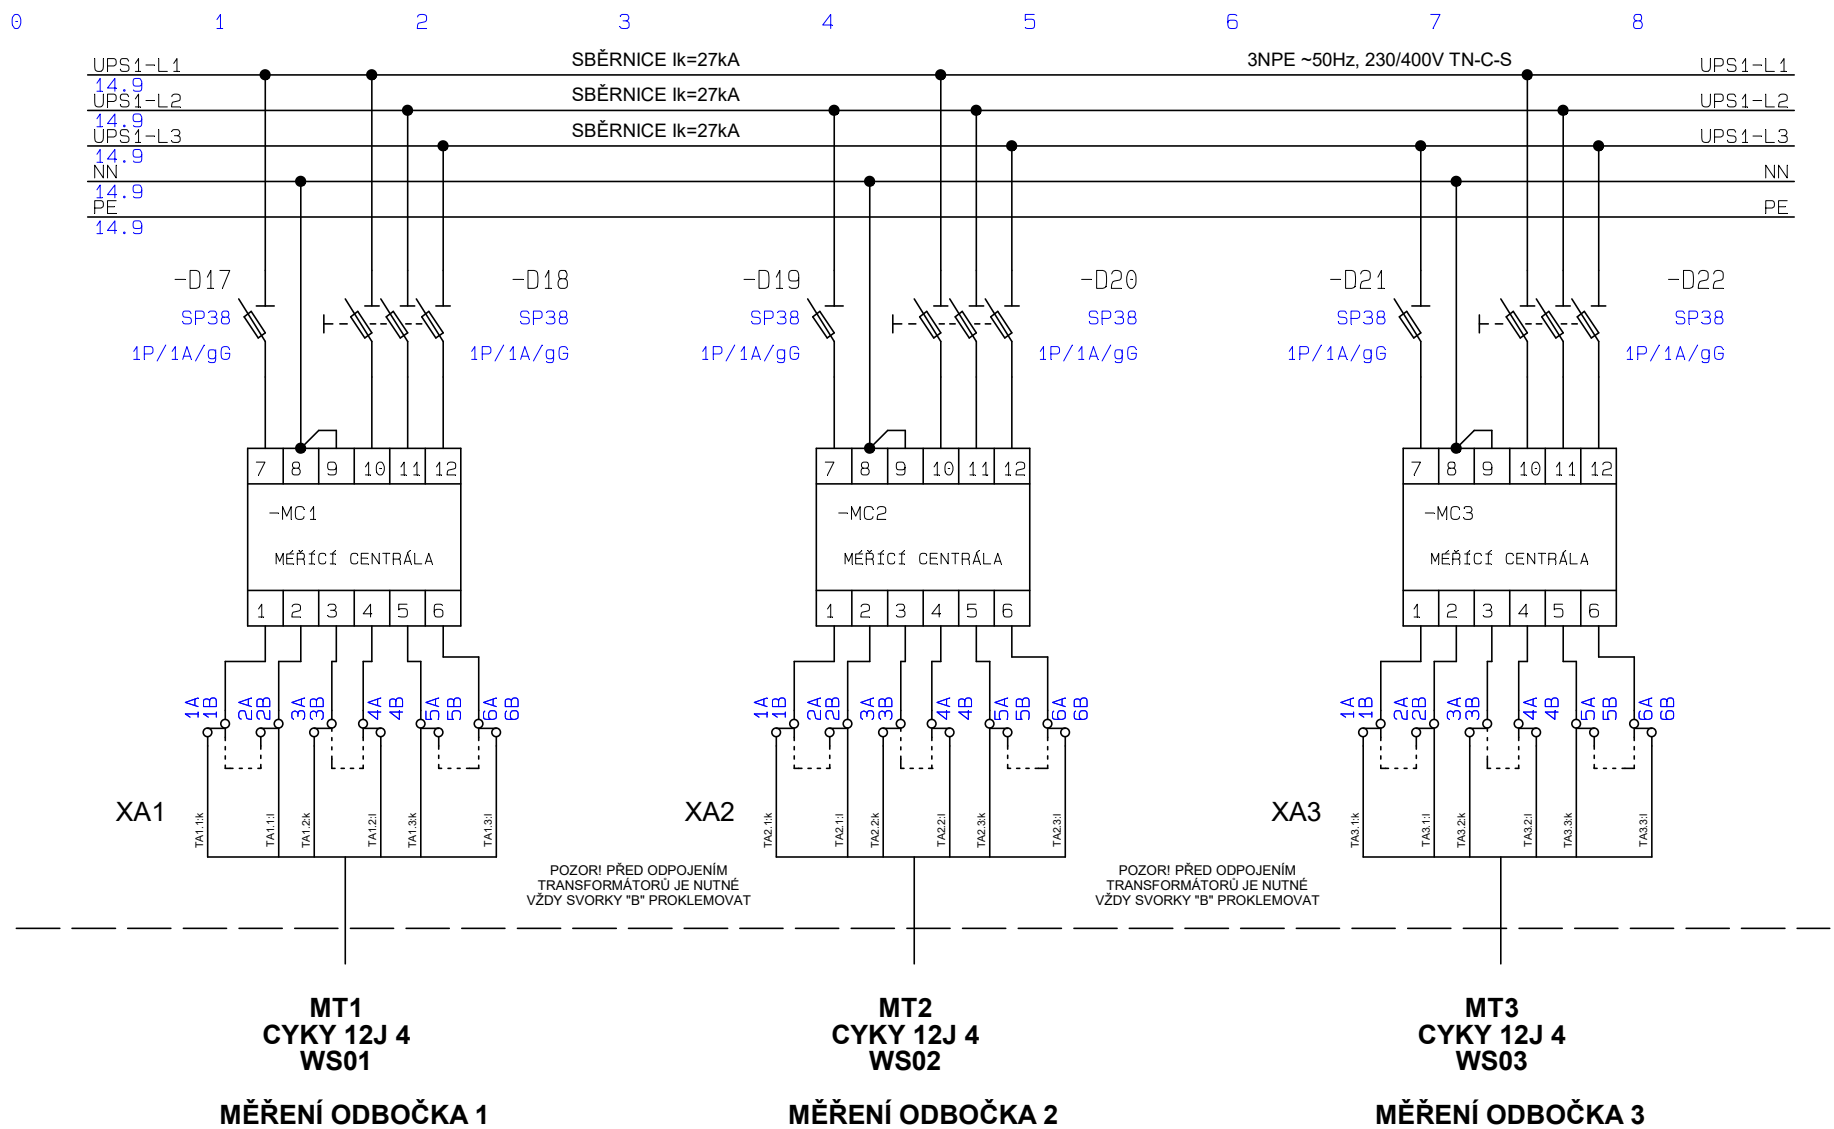 0 1 2 3 4 5 6 7 8
UPS1-L1 SBĚRNICE Ik=27kA 3NPE ~50Hz, 230/400V TN-C-S UPS1-L1
14.9
UPS1-L2 SBĚRNICE Ik=27kA UPS1-L2
14.9
UPS1-L3 SBĚRNICE Ik=27kA UPS1-L3
14.9
NN NN
14.9
PE PE
14.9
-D17 -D18 -D19 -D20 -D21 -D22
SP38 SP38 SP38 SP38 SP38 SP38
1P/1A/gG 1P/1A/gG 1P/1A/gG 1P/1A/gG 1P/1A/gG 1P/1A/gG
7 8 9 10 11 12 7 8 9 10 11 12 7 8 9 10 11 12
-MC1 -MC2 -MC3
MĚŘÍCÍ CENTRÁLA MĚŘÍCÍ CENTRÁLA MĚŘÍCÍ CENTRÁLA
1 2 3 4 5 6 1 2 3 4 5 6 1 2 3 4 5 6
1A 1B 2A 2B 3A 3B 4A 4B 5A 5B 6A 6B 1A 1B 2A 2B 3A 3B 4A 4B 5A 5B 6A 6B 1A 1B 2A 2B 3A 3B 4A 4B 5A 5B 6A 6B
XA1 TA1.1:k TA1.1:l TA1.2:k TA1.2:l TA1.3:k TA1.3:l XA2 TA2.1:k TA2.1:l TA2.2:k TA2.2:l TA2.3:k TA2.3:l XA3 TA3.1:k TA3.1:l TA3.2:k TA3.2:l TA3.3:k TA3.3:l
POZOR! PŘED ODPOJENÍM
TRANSFORMÁTORŮ JE NUTNÉ
VŽDY SVORKY "B" PROKLEMOVAT
POZOR! PŘED ODPOJENÍM
TRANSFORMÁTORŮ JE NUTNÉ
VŽDY SVORKY "B" PROKLEMOVAT
MT1
CYKY 12J 4
WS01
MĚŘENÍ ODBOČKA 1
MT2
CYKY 12J 4
WS02
MĚŘENÍ ODBOČKA 2
MT3
CYKY 12J 4
WS03
MĚŘENÍ ODBOČKA 3